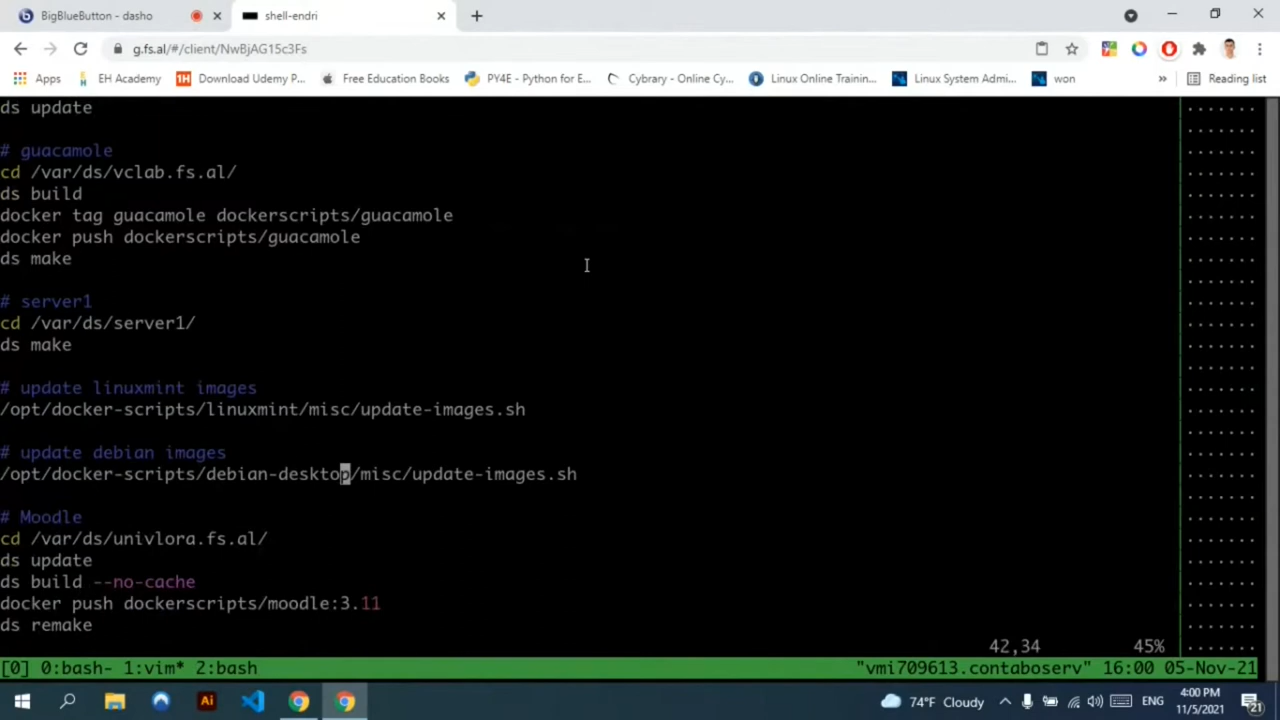 BigBlueButton - dasho
shell-endri
g.fs.al/#/client/NwBjAG15c3Fs
Apps
EH Academy
Download Udemy P...
Free Education Books
PY4E - Python for E...
Cybrary - Online Cy...
Linux Online Trainin...
Linux System Admi...
won
»
Reading list
ds update
# guacamole
cd /var/ds/vclab.fs.al/
ds build
docker tag guacamole dockerscripts/guacamole
docker push dockerscripts/guacamole
ds make
# server1
cd /var/ds/server1/
ds make
# update linuxmint images
/opt/docker-scripts/linuxmint/misc/update-images.sh
# update debian images
/opt/docker-scripts/debian-desktop/misc/update-images.sh
# Moodle
cd /var/ds/univlora.fs.al/
ds update
ds build --no-cache
docker push dockerscripts/moodle:3.11
ds remake
42,34 45%
[0] 0:bash- 1:vim* 2:bash "vmi709613.contaboserv" 16:00 05-Nov-21
Ai
74°F Cloudy
ENG
4:00 PM
11/5/2021
21